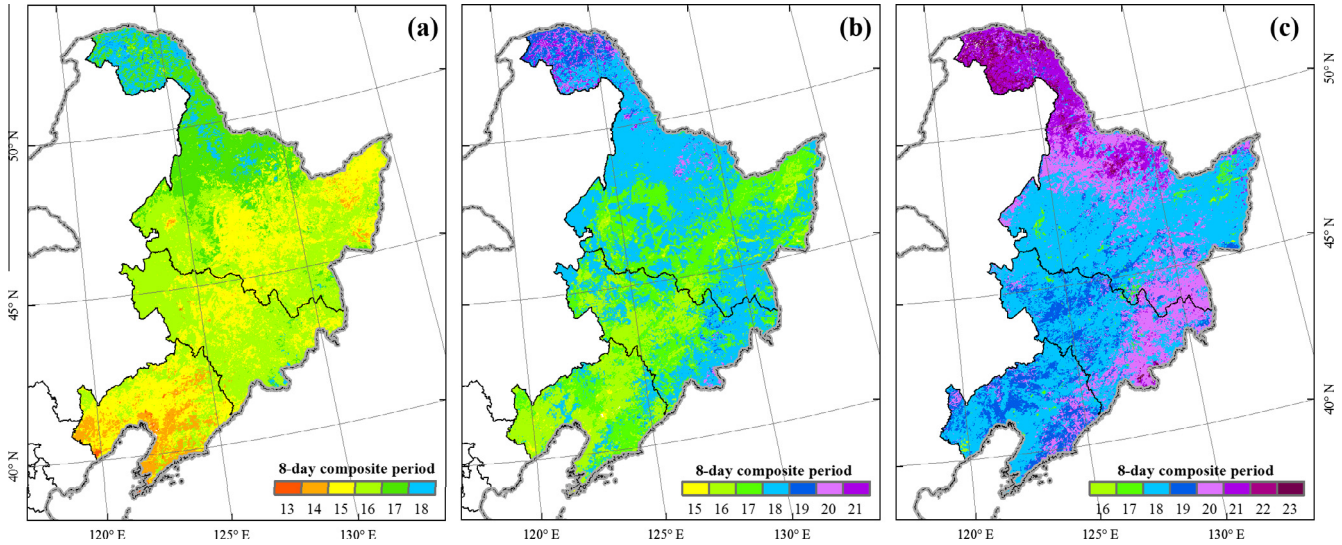 (a)
(b)
(c)
50° N
45° N
40° N
50° N
45° N
40° N
8-day composite period
13 14 15 16 17 18
8-day composite period
15 16 17 18 19 20 21
8-day composite period
16 17 18 19 20 21 22 23
120° E 125° E 130° E
120° E 125° E 130° E
120° E 125° E 130° E